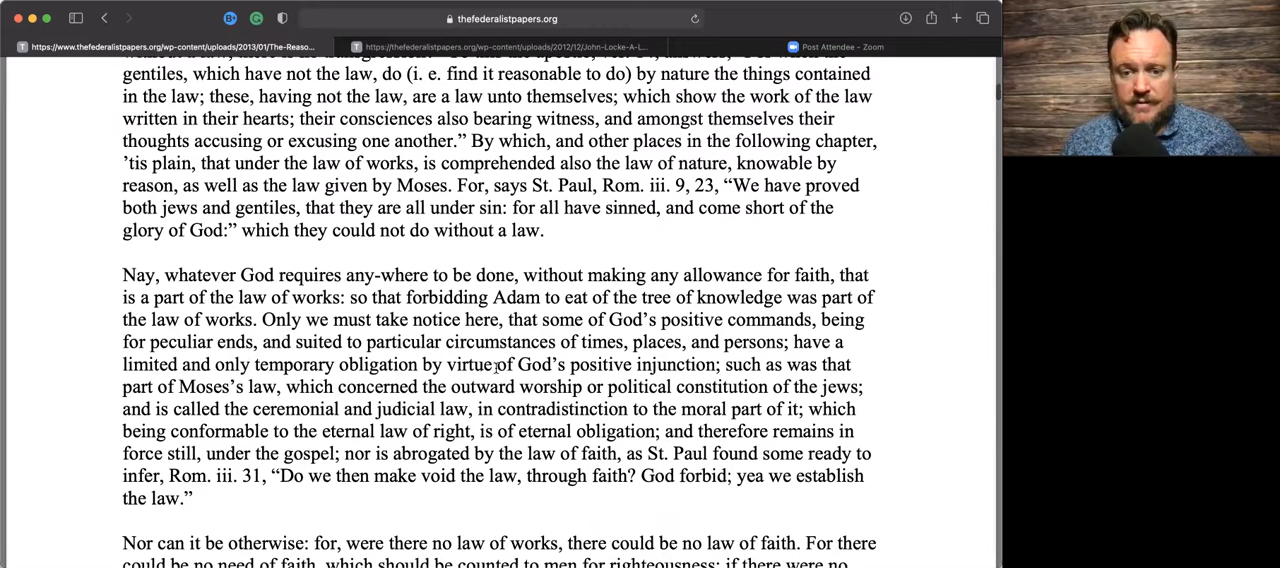 thefederalistpapers.org
https://www.thefederalistpapers.org/wp-content/uploads/2013/01/The-Reaso...
https://thefederalistpapers.org/wp-content/uploads/2012/12/John-Locke-A-L...
Post Attendee - Zoom
gentiles, which have not the law, do (i. e. find it reasonable to do) by nature the things contained
in the law; these, having not the law, are a law unto themselves; which show the work of the law
written in their hearts; their consciences also bearing witness, and amongst themselves their
thoughts accusing or excusing one another.” By which, and other places in the following chapter,
’tis plain, that under the law of works, is comprehended also the law of nature, knowable by
reason, as well as the law given by Moses. For, says St. Paul, Rom. iii. 9, 23, “We have proved
both jews and gentiles, that they are all under sin: for all have sinned, and come short of the
glory of God:” which they could not do without a law.
Nay, whatever God requires any-where to be done, without making any allowance for faith, that
is a part of the law of works: so that forbidding Adam to eat of the tree of knowledge was part of
the law of works. Only we must take notice here, that some of God’s positive commands, being
for peculiar ends, and suited to particular circumstances of times, places, and persons; have a
limited and only temporary obligation by virtue of God’s positive injunction; such as was that
part of Moses’s law, which concerned the outward worship or political constitution of the jews;
and is called the ceremonial and judicial law, in contradistinction to the moral part of it; which
being conformable to the eternal law of right, is of eternal obligation; and therefore remains in
force still, under the gospel; nor is abrogated by the law of faith, as St. Paul found some ready to
infer, Rom. iii. 31, “Do we then make void the law, through faith? God forbid; yea we establish
the law.”
Nor can it be otherwise: for, were there no law of works, there could be no law of faith. For there
could be no need of faith, which should be counted to men for righteousness; if there were no